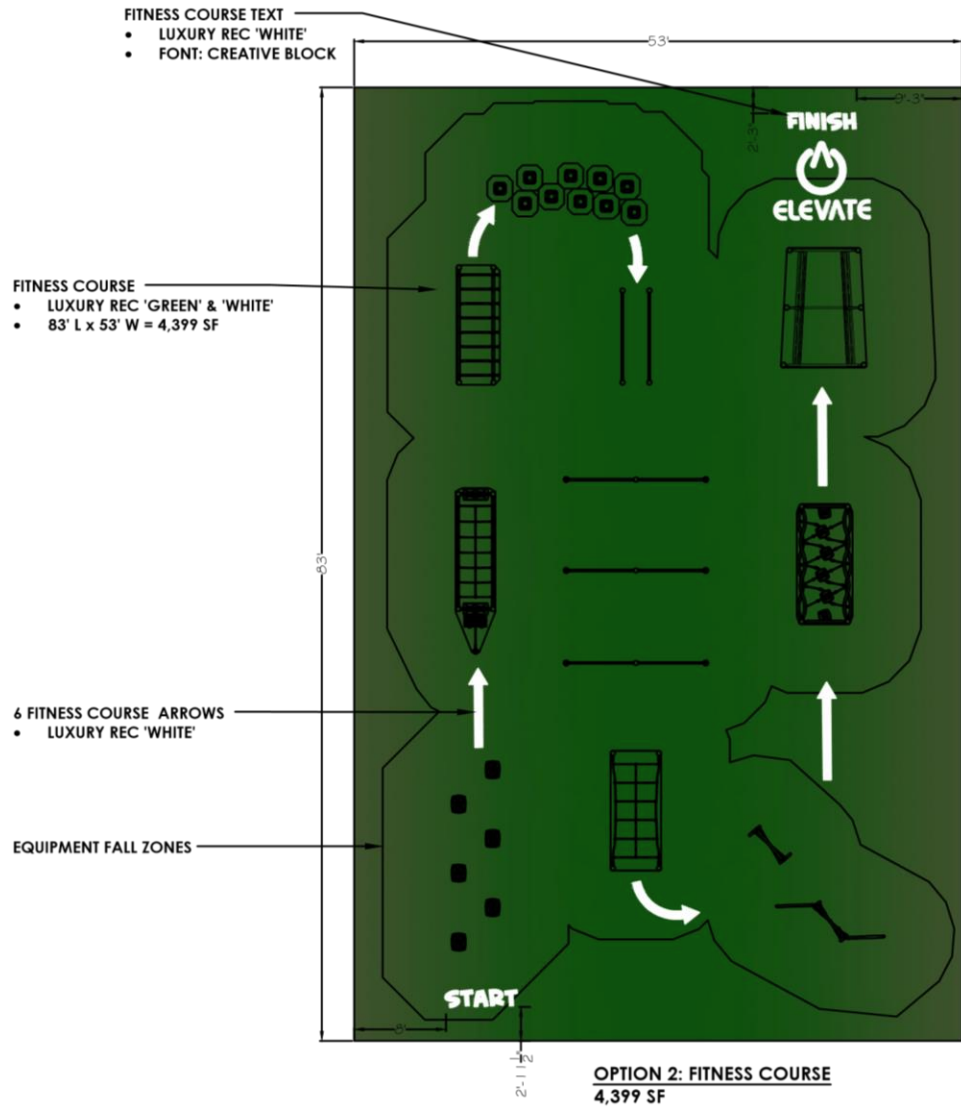 FITNESS COURSE TEXT
• LUXURY REC 'WHITE'
• FONT: CREATIVE BLOCK
53'
9'-3"
2'-3"
FINISH
ELEVATE
FITNESS COURSE
• LUXURY REC 'GREEN' & 'WHITE'
• 83' L x 53' W = 4,399 SF
83'
6 FITNESS COURSE ARROWS
• LUXURY REC 'WHITE'
EQUIPMENT FALL ZONES
START
8'
2'-11 1/2"
OPTION 2: FITNESS COURSE
4,399 SF